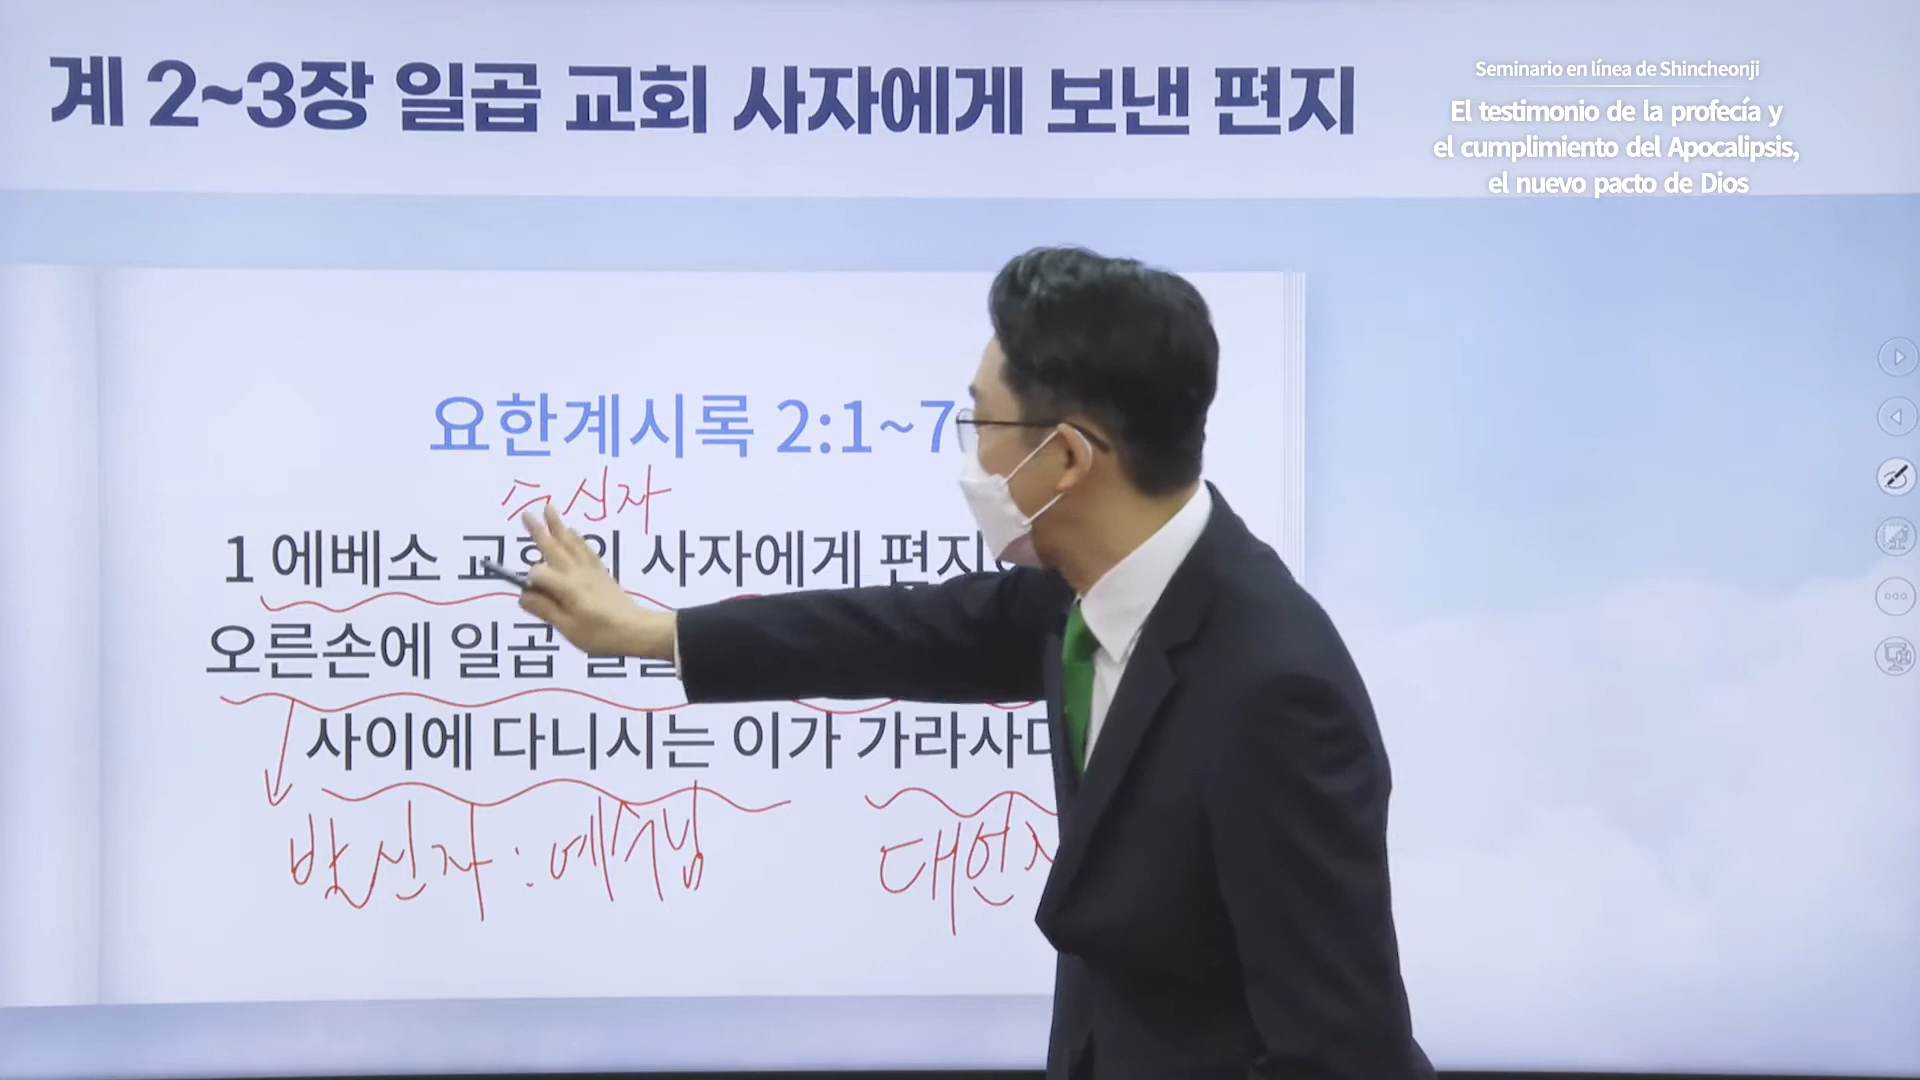 계 2~3장 일곱 교회 사자에게 보낸 편지
Seminario en línea de Shincheonji
El testimonio de la profecía y
el cumplimiento del Apocalipsis,
el nuevo pacto de Dios
요한계시록 2:1~7
수신자
1 에베소 교회의 사자에게
오른손에 일곱
사이에 다니시는 이가
발신자: 예수님